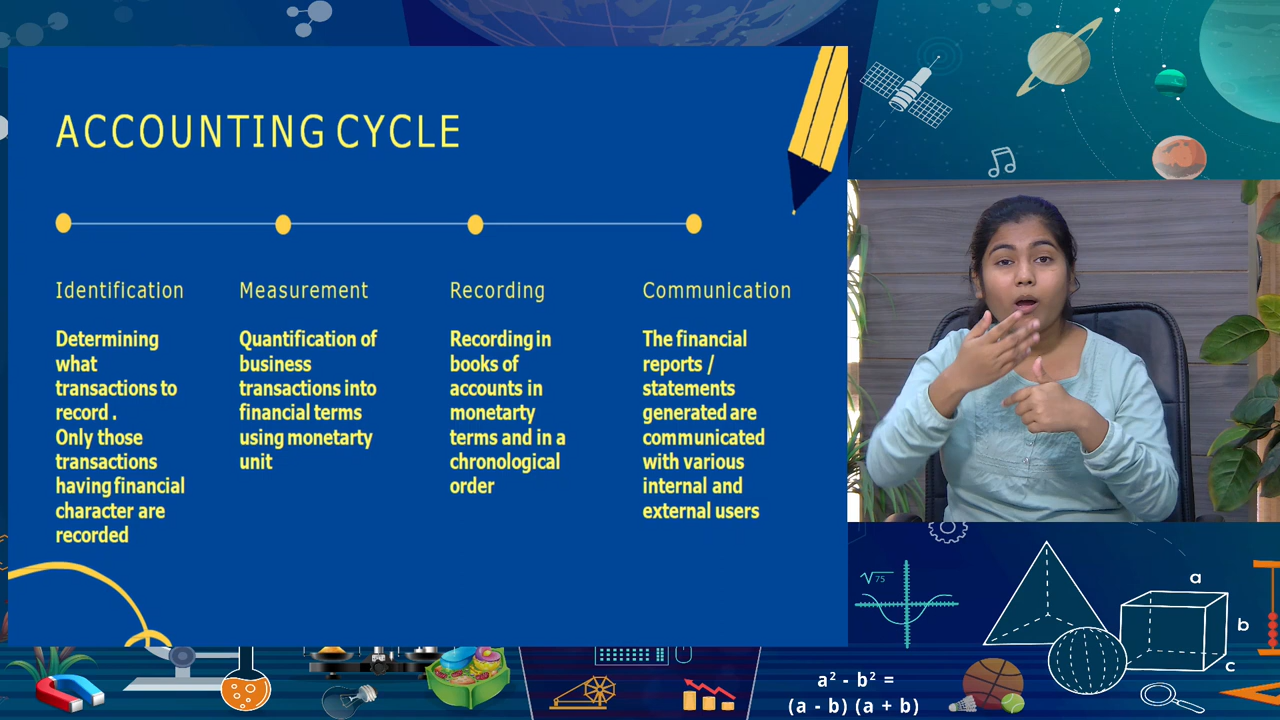 ACCOUNTING CYCLE
Identification
Determining
what
transactions to
record .
Only those
transactions
having financial
character are
recorded
Measurement
Quantification of
business
transactions into
financial terms
using monetarty
unit
Recording
Recording in
books of
accounts in
monetarty
terms and in a
chronological
order
Communication
The financial
reports /
statements
generated are
communicated
with various
internal and
external users
√75
a
b
c
a² - b² =
(a - b) (a + b)